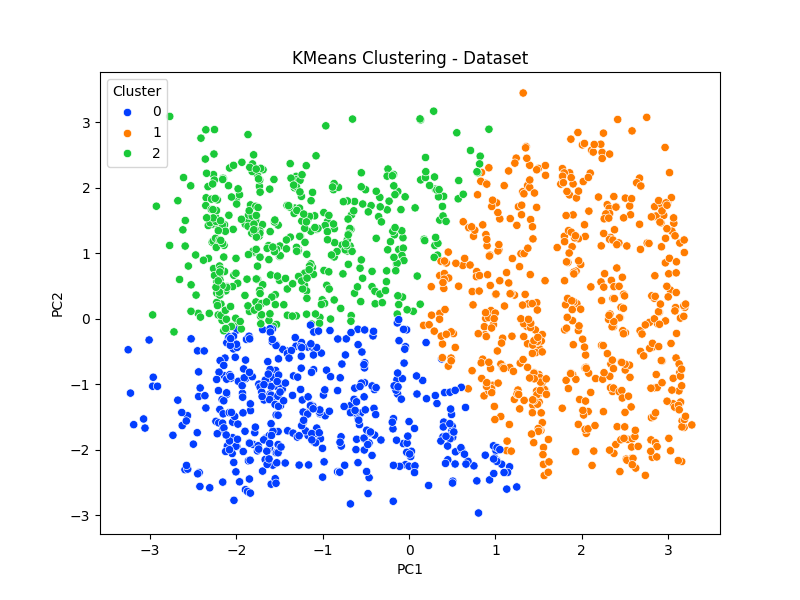 KMeans Clustering - Dataset
Cluster
0
1
2
3
2
1
0
−1
−2
−3
PC2
−3 −2 −1 0 1 2 3
PC1